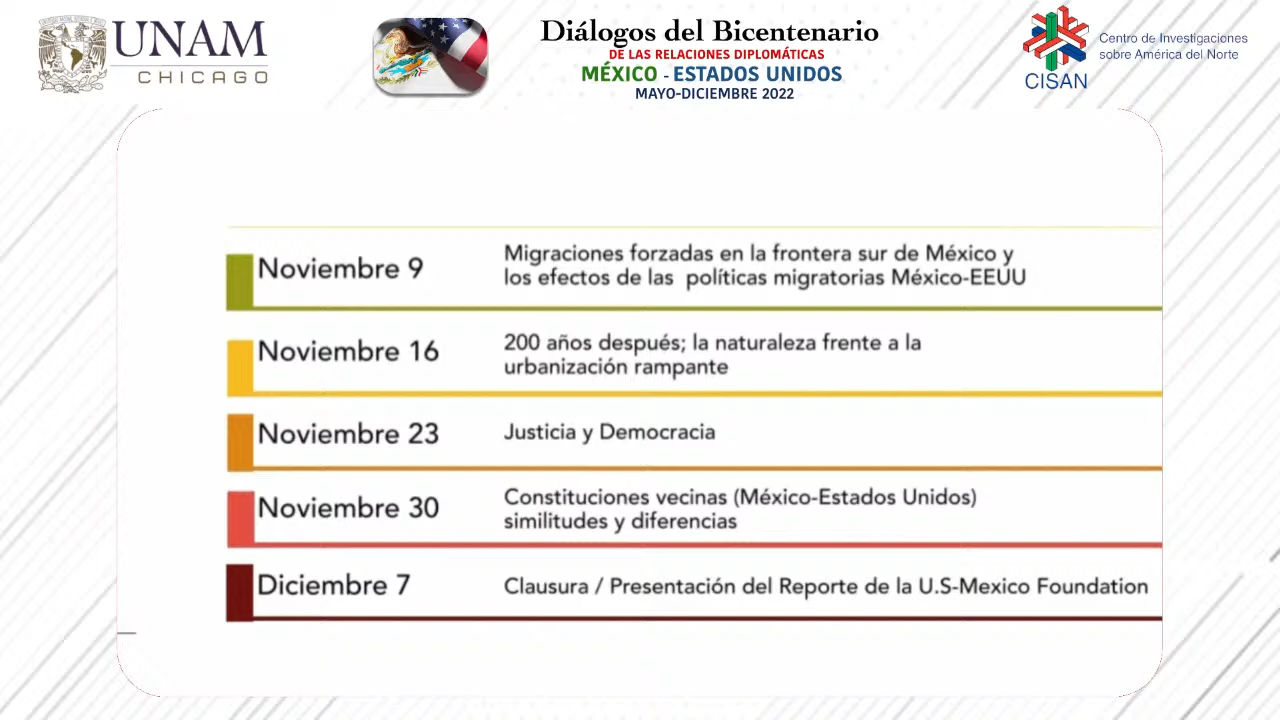 UNAM
CHICAGO
Diálogos del Bicentenario
DE LAS RELACIONES DIPLOMÁTICAS
MÉXICO - ESTADOS UNIDOS
MAYO-DICIEMBRE 2022
CISAN
Centro de Investigaciones
sobre América del Norte
Noviembre 9
Migraciones forzadas en la frontera sur de México y
los efectos de las políticas migratorias México-EEUU
Noviembre 16
200 años después; la naturaleza frente a la
urbanización rampante
Noviembre 23
Justicia y Democracia
Noviembre 30
Constituciones vecinas (México-Estados Unidos)
similitudes y diferencias
Diciembre 7
Clausura / Presentación del Reporte de la U.S-Mexico Foundation